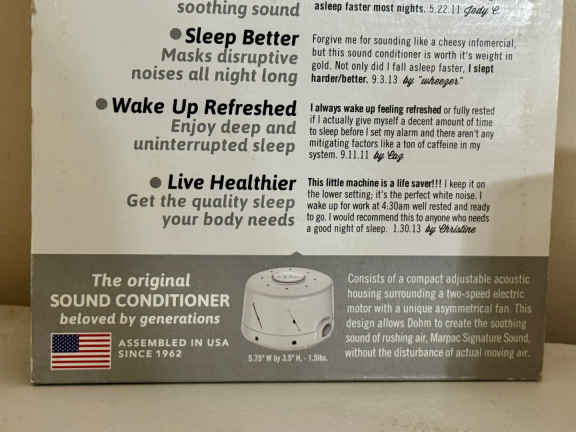 soothing sound
asleep faster most nights. 5.22.11 Jody C.
Sleep Better
Masks disruptive
noises all night long
Forgive me for sounding like a cheesy infomercial,
but this sound conditioner is worth it's weight in
gold. Not only did I fall asleep faster, I slept
harder/better. 9.3.13 by "wheezer"
Wake Up Refreshed
Enjoy deep and
uninterrupted sleep
I always wake up feeling refreshed or fully rested
if I actually give myself a decent amount of time
to sleep before I set my alarm and there aren't any
mitigating factors like a ton of caffeine in my
system. 9.11.11 by
Live Healthier
Get the quality sleep
your body needs
This little machine is a life saver!!! I keep it on
the lower setting; it's the perfect white noise. I
wake up for work at 4:30am well rested and ready
to go. I would recommend this to anyone who needs
a good night of sleep. 1.30.13 by Christine
The original
SOUND CONDITIONER
beloved by generations
ASSEMBLED IN USA
SINCE 1962
5.75" W by 3.5" H, - 1.5lbs.
Consists of a compact adjustable acoustic
housing surrounding a two-speed electric
motor with a unique asymmetrical fan. This
design allows Dohm to create the soothing
sound of rushing air, Marpac Signature Sound,
without the disturbance of actual moving air.